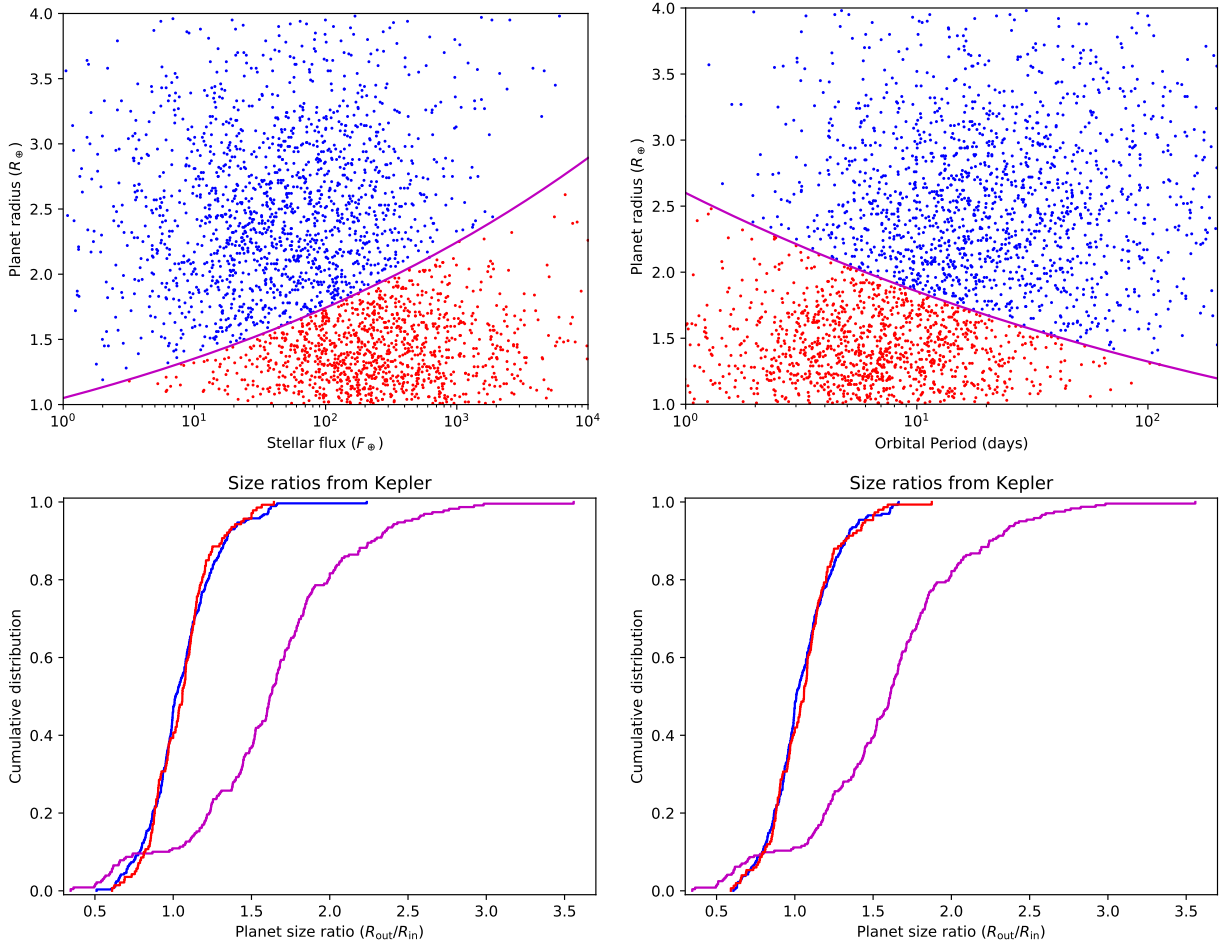 4.0
3.5
3.0
2.5
2.0
1.5
1.0
Planet radius (R⊕)
10⁰ 10¹ 10² 10³ 10⁴
Stellar flux (F⊕)
4.0
3.5
3.0
2.5
2.0
1.5
1.0
Planet radius (R⊕)
10⁰ 10¹ 10²
Orbital Period (days)
Size ratios from Kepler
1.0
0.8
0.6
0.4
0.2
0.0
Cumulative distribution
0.5 1.0 1.5 2.0 2.5 3.0 3.5
Planet size ratio (Rout/Rin)
Size ratios from Kepler
1.0
0.8
0.6
0.4
0.2
0.0
Cumulative distribution
0.5 1.0 1.5 2.0 2.5 3.0 3.5
Planet size ratio (Rout/Rin)